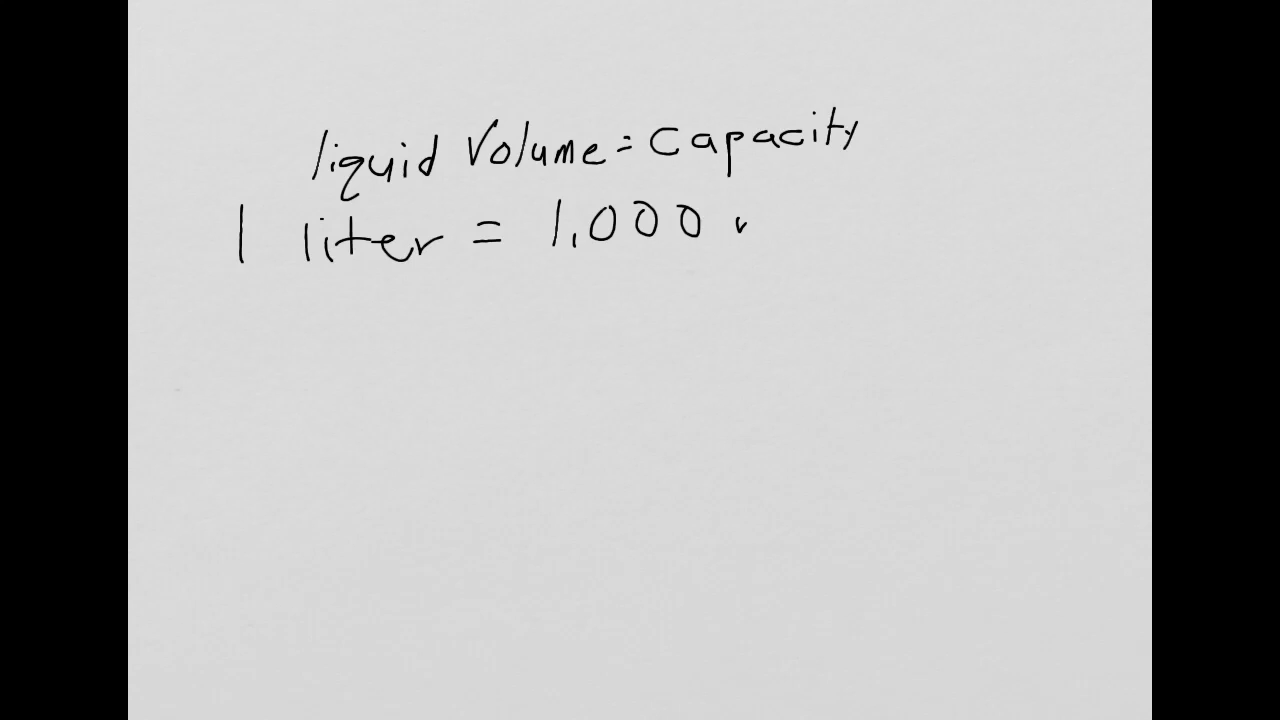 liquid Volume = Capacity
1 liter = 1,000